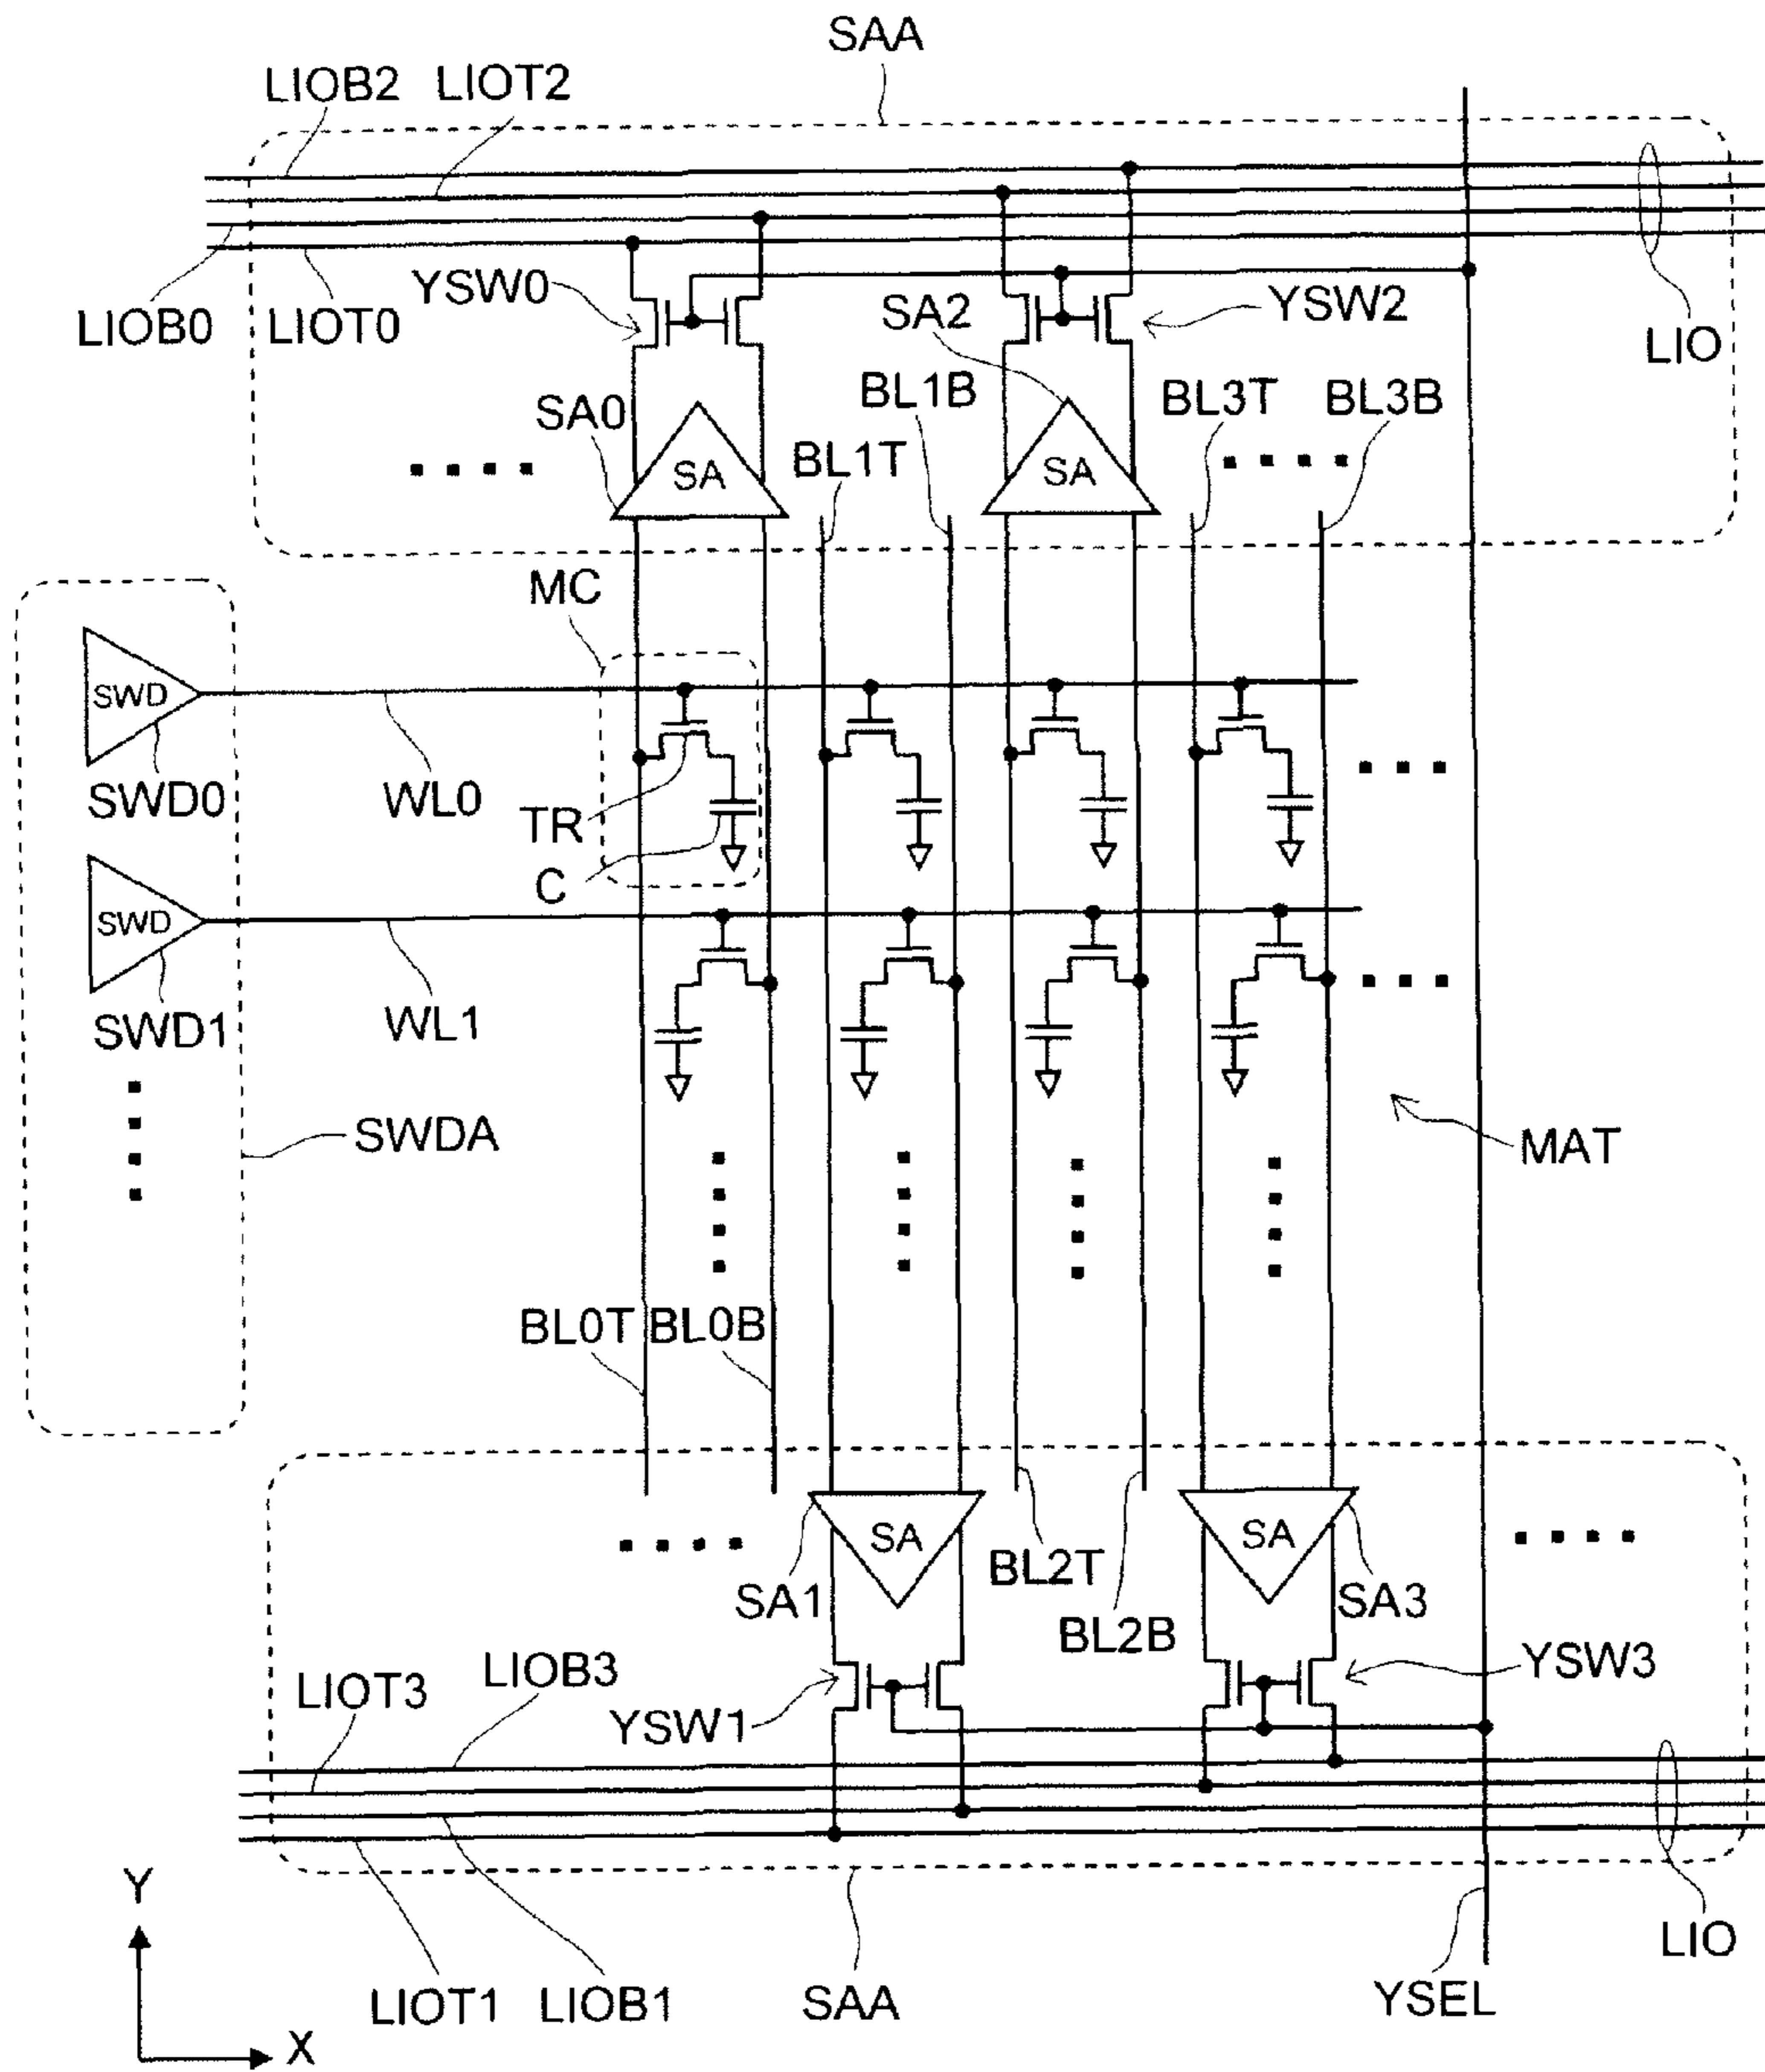 SAA
LIOB2 LIOT2
YSW0
SA2
YSW2
LIOB0 LIOT0
LIO
BL1B
BL3T BL3B
SA0
BL1T
SA
SA
MC
SWD
SWD0
WL0
TR
C
SWD
SWD1
WL1
SWDA
MAT
BL0T BL0B
SA
SA
BL2T
SA1
SA3
BL2B
LIOB3
YSW3
LIOT3
YSW1
Y
LIO
LIOT1 LIOB1
SAA
YSEL
X